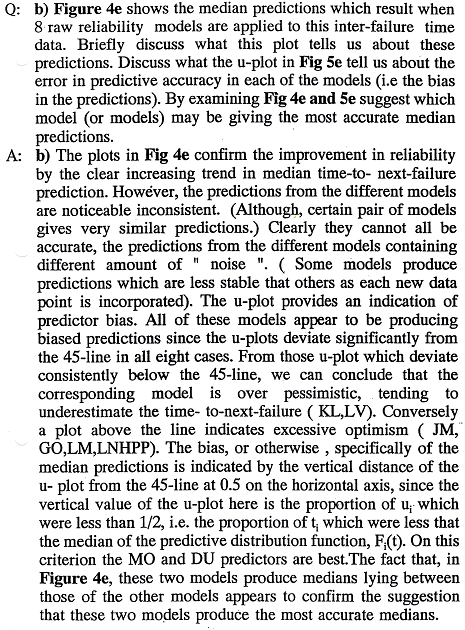 Q: b) Figure 4e shows the median predictions which result when
8 raw reliability models are applied to this inter-failure time
data. Briefly discuss what this plot tells us about these
predictions. Discuss what the u-plot in Fig 5e tell us about the
error in predictive accuracy in each of the models (i.e the bias
in the predictions). By examining Fig 4e and 5e suggest which
model (or models) may be giving the most accurate median
predictions.
A: b) The plots in Fig 4e confirm the improvement in reliability
by the clear increasing trend in median time-to- next-failure
prediction. However, the predictions from the different models
are noticeable inconsistent. (Although, certain pair of models
gives very similar predictions.) Clearly they cannot all be
accurate, the predictions from the different models containing
different amount of " noise ". ( Some models produce
predictions which are less stable that others as each new data
point is incorporated). The u-plot provides an indication of
predictor bias. All of these models appear to be producing
biased predictions since the u-plots deviate significantly from
the 45-line in all eight cases. From those u-plot which deviate
consistently below the 45-line, we can conclude that the
corresponding model is over pessimistic, tending to
underestimate the time- to-next-failure ( KL,LV). Conversely
a plot above the line indicates excessive optimism ( JM,
GO,LM,LNHPP). The bias, or otherwise , specifically of the
median predictions is indicated by the vertical distance of the
u- plot from the 45-line at 0.5 on the horizontal axis, since the
vertical value of the u-plot here is the proportion of ui which
were less than 1/2, i.e. the proportion of ti which were less that
the median of the predictive distribution function, Fi(t). On this
criterion the MO and DU predictors are best.The fact that, in
Figure 4e, these two models produce medians lying between
those of the other models appears to confirm the suggestion
that these two models produce the most accurate medians.